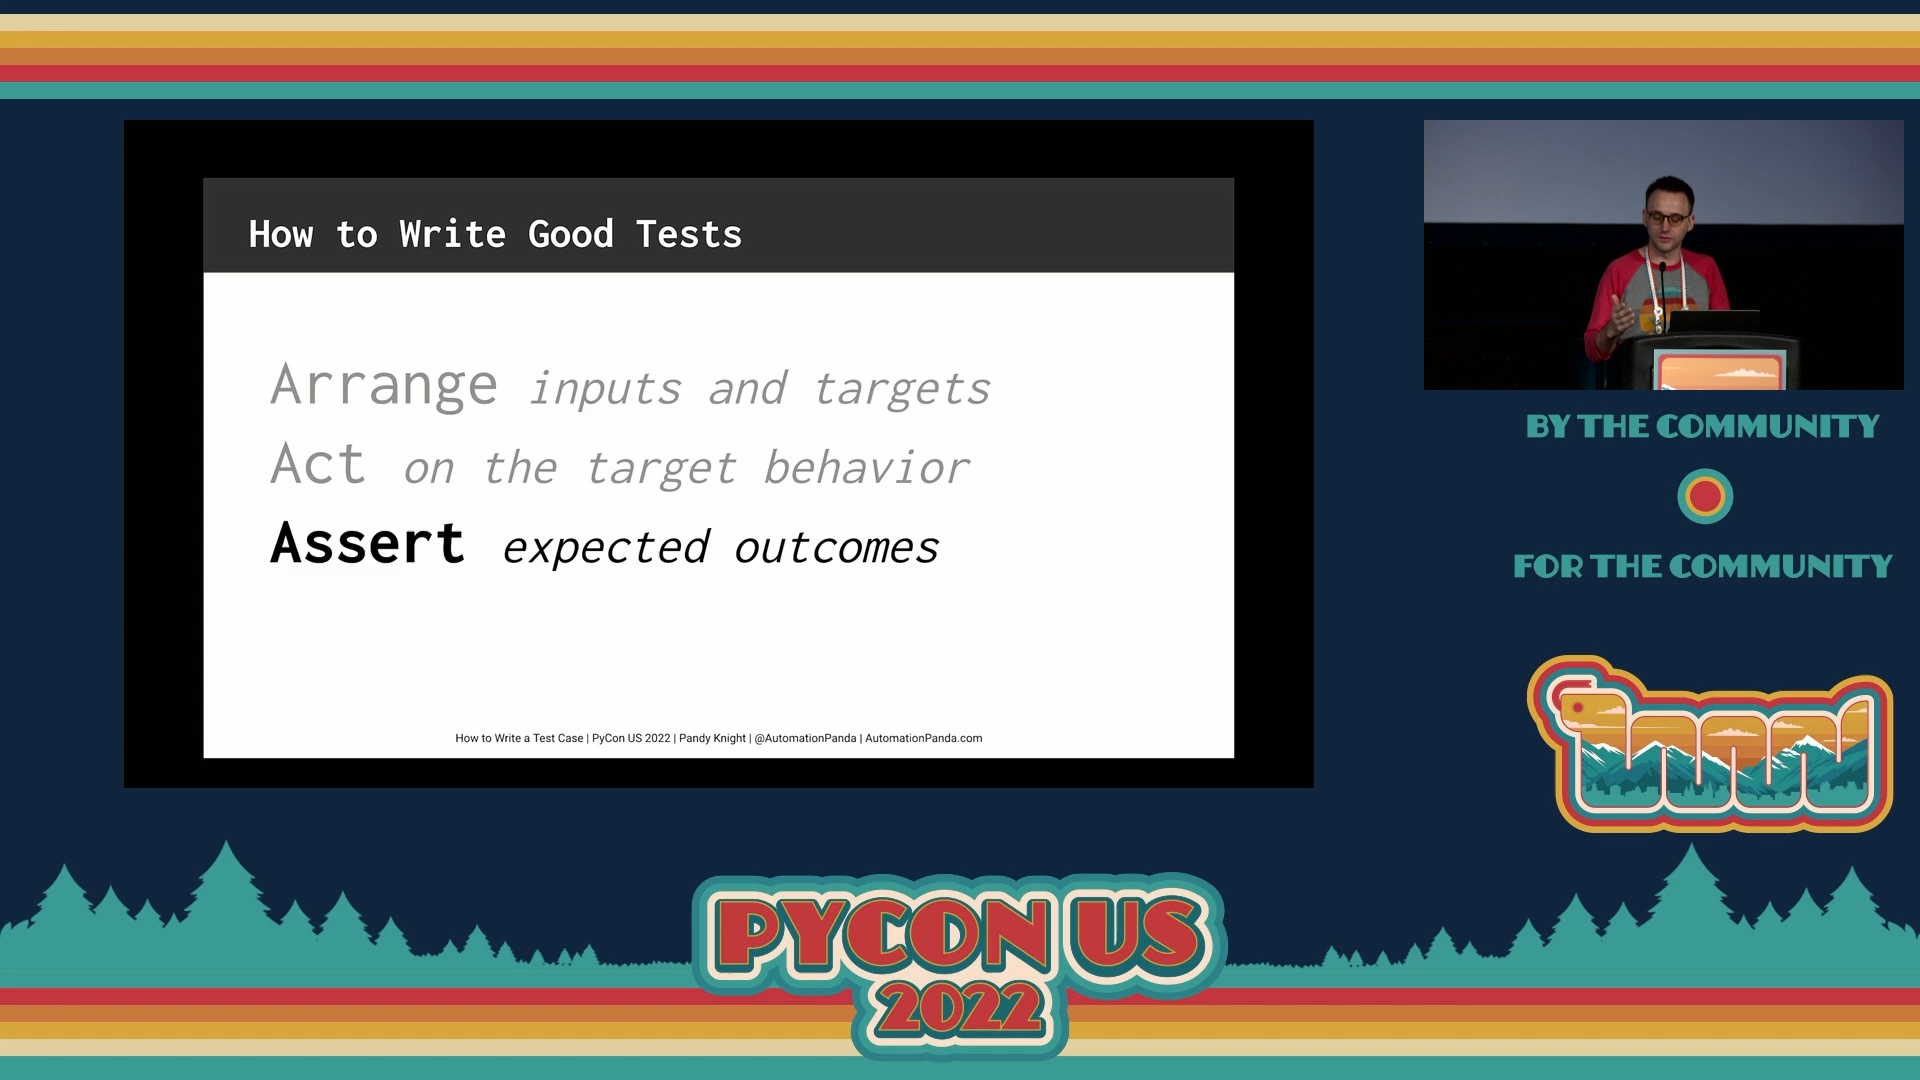 How to Write Good Tests
Arrange inputs and targets
Act on the target behavior
Assert expected outcomes
How to Write a Test Case | PyCon US 2022 | Pandy Knight | @AutomationPanda | AutomationPanda.com
BY THE COMMUNITY
FOR THE COMMUNITY
PYCON US
2022